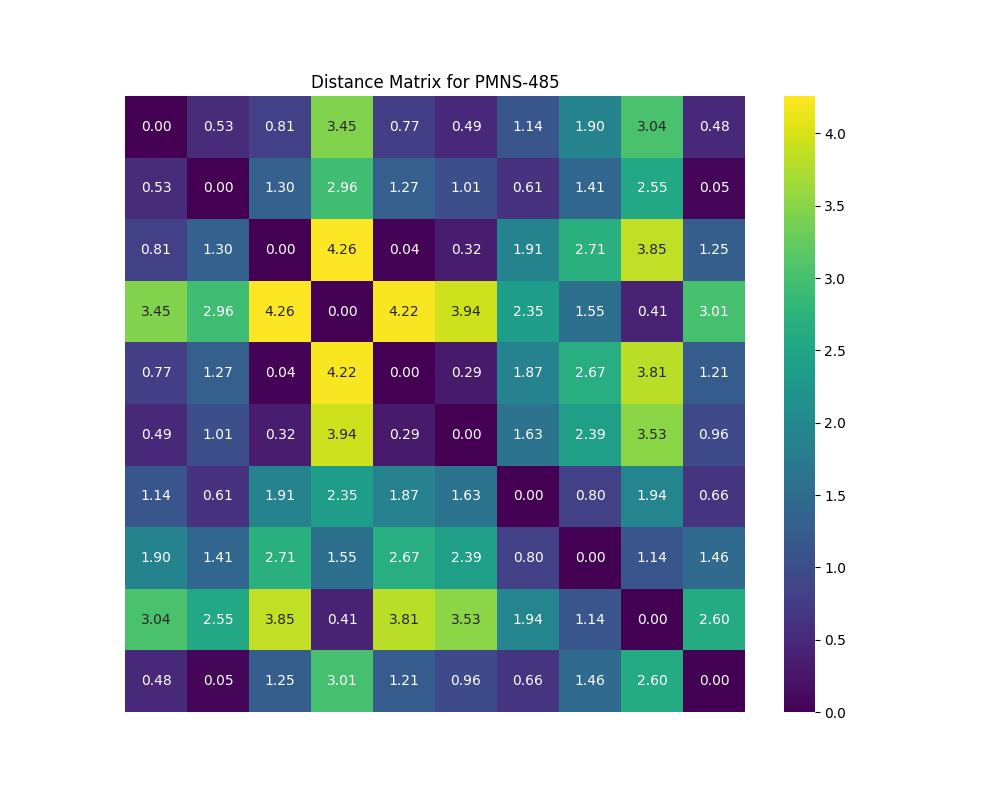 Distance Matrix for PMNS-485
0.00 0.53 0.81 3.45 0.77 0.49 1.14 1.90 3.04 0.48
0.53 0.00 1.30 2.96 1.27 1.01 0.61 1.41 2.55 0.05
0.81 1.30 0.00 4.26 0.04 0.32 1.91 2.71 3.85 1.25
3.45 2.96 4.26 0.00 4.22 3.94 2.35 1.55 0.41 3.01
0.77 1.27 0.04 4.22 0.00 0.29 1.87 2.67 3.81 1.21
0.49 1.01 0.32 3.94 0.29 0.00 1.63 2.39 3.53 0.96
1.14 0.61 1.91 2.35 1.87 1.63 0.00 0.80 1.94 0.66
1.90 1.41 2.71 1.55 2.67 2.39 0.80 0.00 1.14 1.46
3.04 2.55 3.85 0.41 3.81 3.53 1.94 1.14 0.00 2.60
0.48 0.05 1.25 3.01 1.21 0.96 0.66 1.46 2.60 0.00
4.0
3.5
3.0
2.5
2.0
1.5
1.0
0.5
0.0